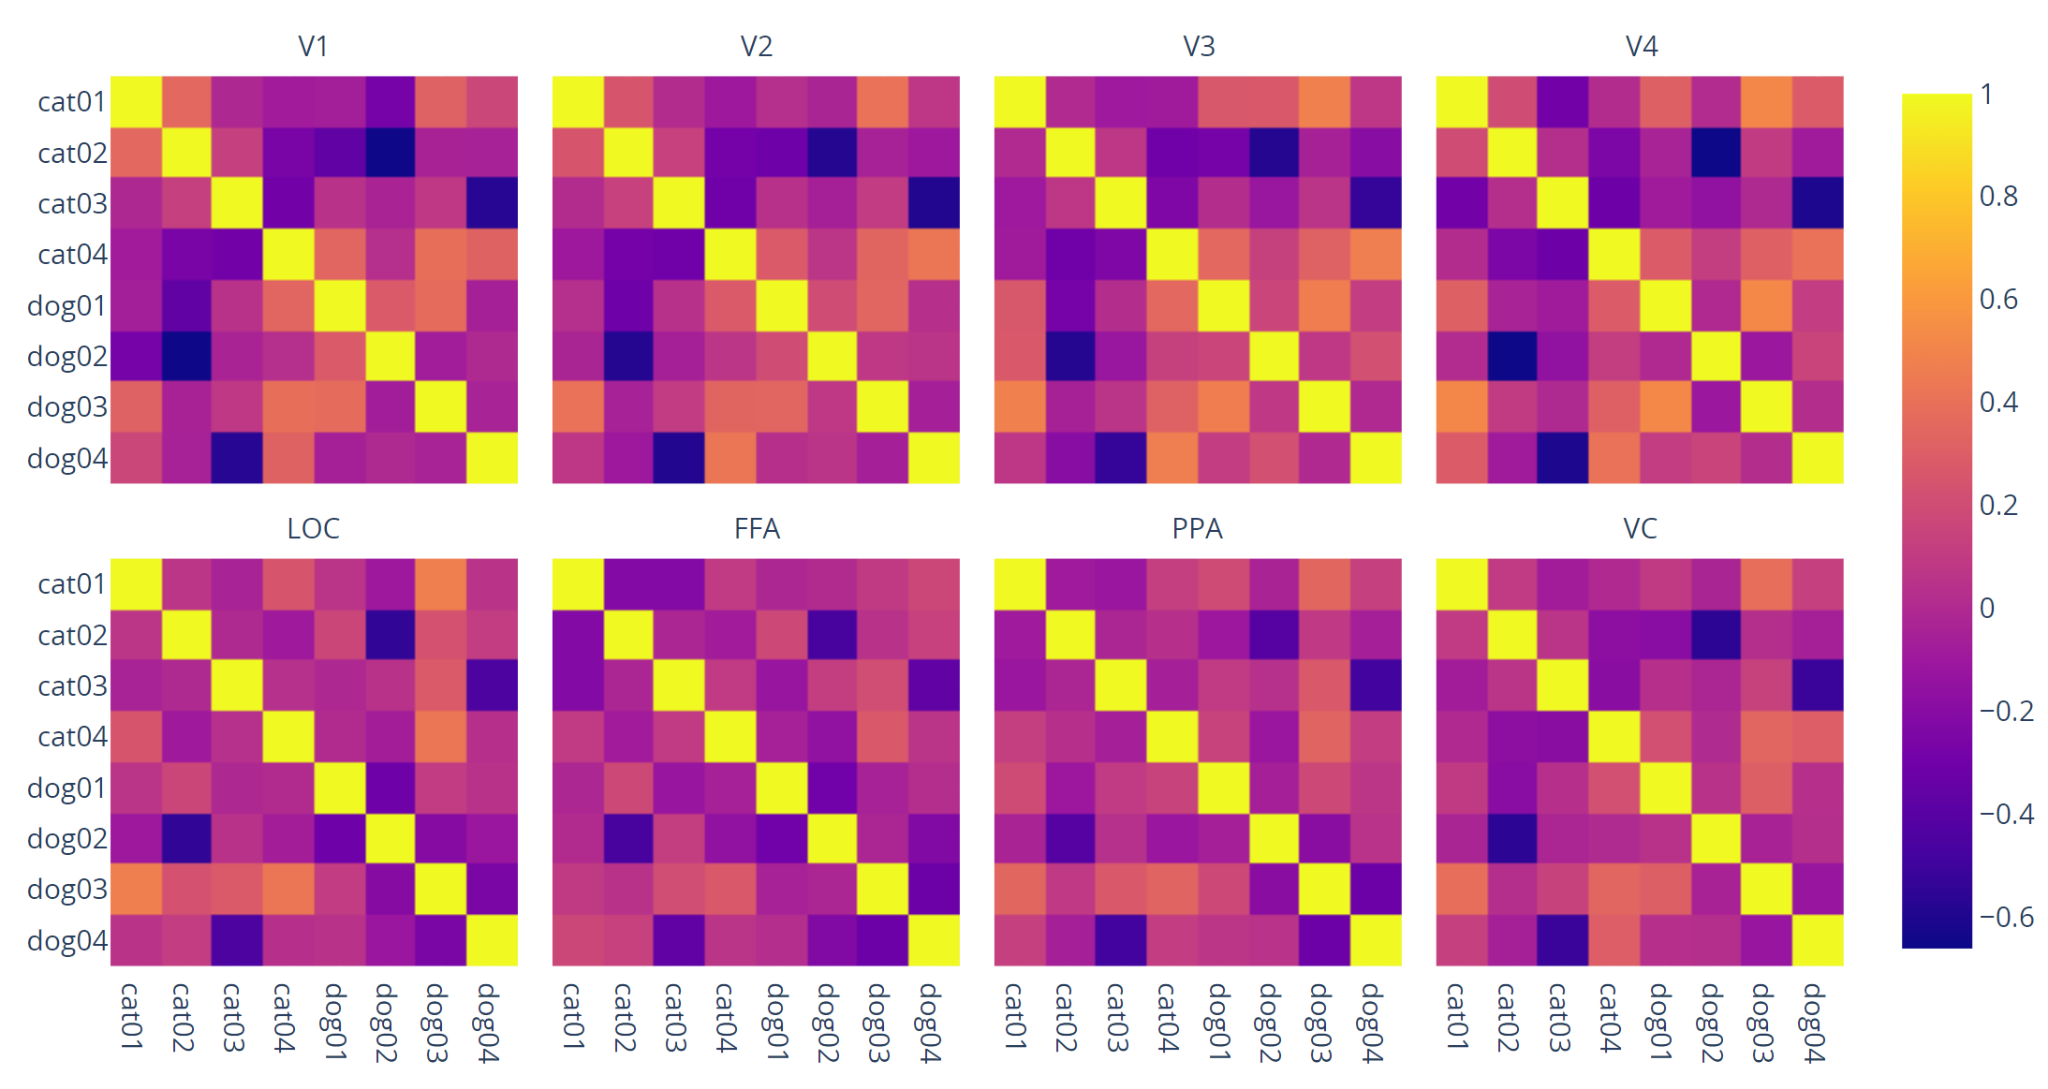 V1 V2 V3 V4
cat01
cat02
cat03
cat04
dog01
dog02
dog03
dog04
1
0.8
0.6
0.4
0.2
0
−0.2
−0.4
−0.6
LOC FFA PPA VC
cat01
cat02
cat03
cat04
dog01
dog02
dog03
dog04
cat01 cat02 cat03 cat04 dog01 dog02 dog03 dog04 cat01 cat02 cat03 cat04 dog01 dog02 dog03 dog04 cat01 cat02 cat03 cat04 dog01 dog02 dog03 dog04 cat01 cat02 cat03 cat04 dog01 dog02 dog03 dog04